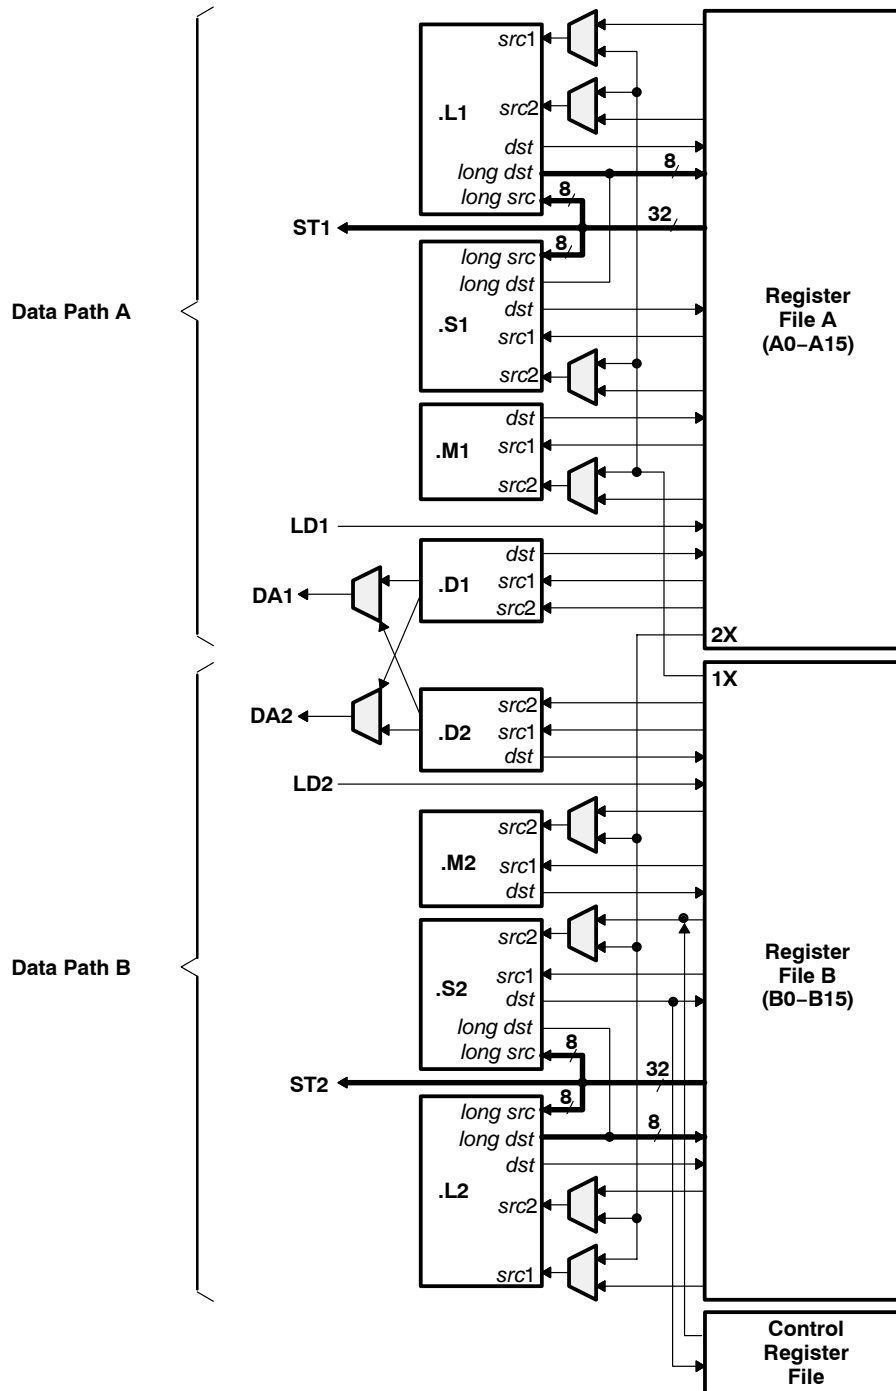 src1
.L1
src2
dst
long dst
8
long src
8
ST1
32
8
long src
long dst
Data Path A
dst
.S1
src1
src2
Register
File A
(A0−A15)
dst
.M1
src1
src2
LD1
dst
DA1
.D1
src1
src2
2X
1X
DA2
src2
.D2
src1
dst
LD2
src2
.M2
src1
dst
src2
Data Path B
.S2
src1
dst
long dst
8
long src
Register
File B
(B0−B15)
ST2
32
8
long src
long dst
8
dst
.L2
src2
src1
Control
Register
File